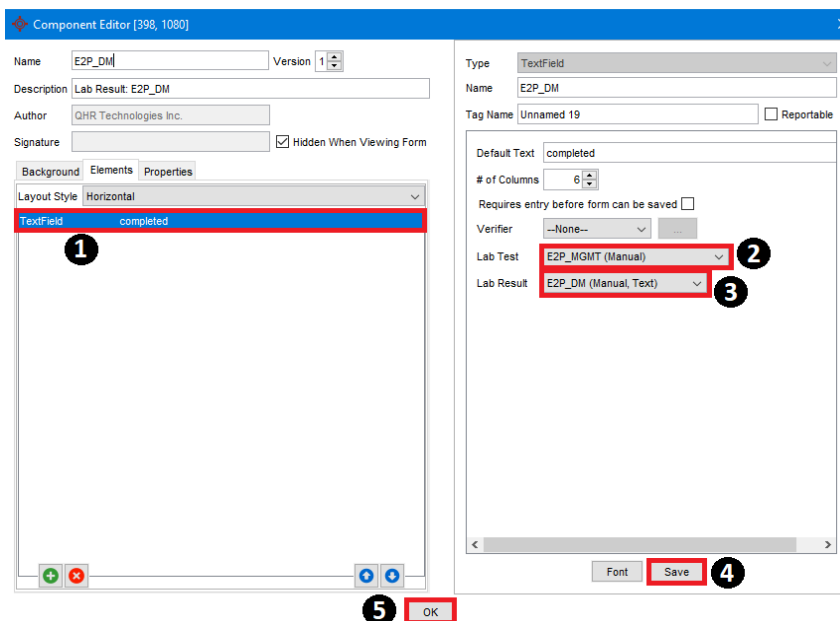 Component Editor [398, 1080]
Name E2P_DM Version 1
Description Lab Result: E2P_DM
Author QHR Technologies Inc.
Signature Hidden When Viewing Form
Background Elements Properties
Layout Style Horizontal
TextField completed
1
Type TextField
Name E2P_DM
Tag Name Unnamed 19 Reportable
Default Text completed
# of Columns 6
Requires entry before form can be saved
Verifier --None-- ...
Lab Test E2P_MGMT (Manual) 2
Lab Result E2P_DM (Manual, Text) 3
Font Save 4
5 OK